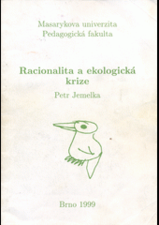 Masarykova univerzita
Pedagogická fakulta
Racionalita a ekologická
krize
Petr Jemelka
Brno 1999